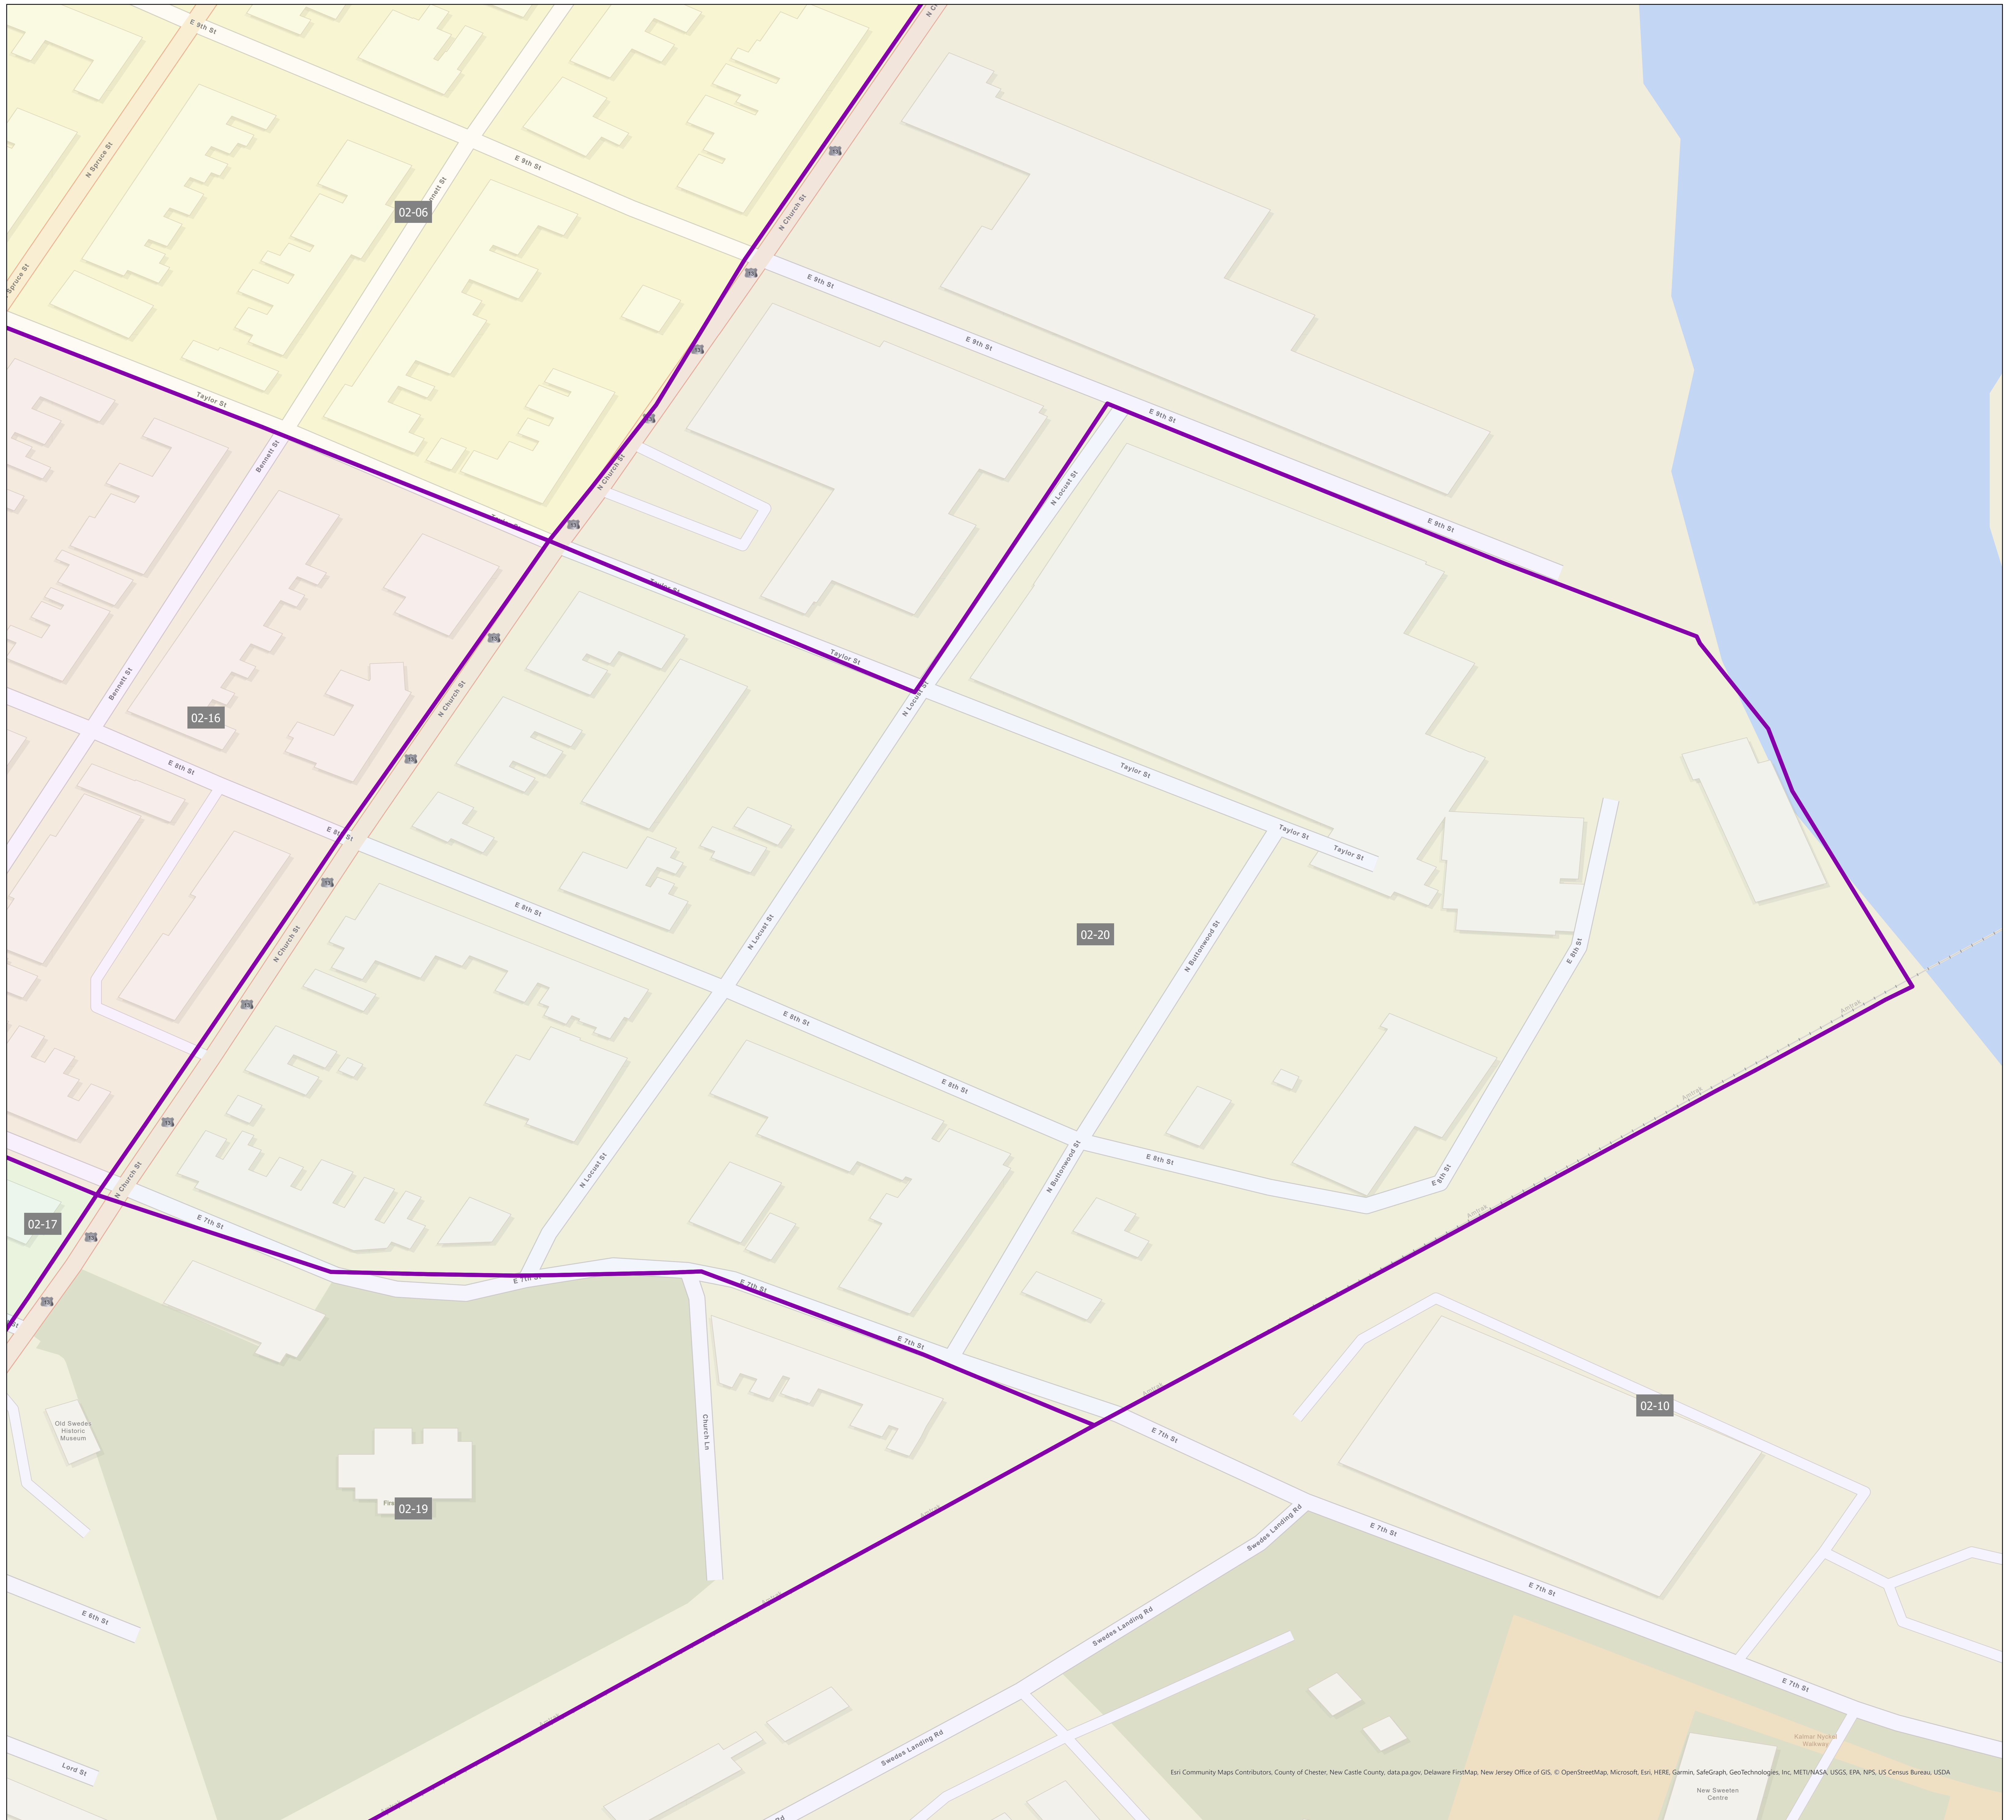 E 9th St
N Spruce St
E 9th St
N Church St
02-06
Spruce St
E 9th St
E 9th St
Taylor St
E 9th St
Bennett St
N Church St
N Locust St
E 9th St
Taylor St
Taylor St
Bennett St
N Church St
N Locust St
02-16
E 8th St
Taylor St
Taylor St
Taylor St
E 8th St
E 8th St
N Locust St
02-20
N Buttonwood St
E 8th St
N Church St
Amtrak
E 8th St
E 8th St
Amtrak
N Church St
N Locust St
N Buttonwood St
E 8th St
E 8th St
02-17
E 7th St
Amtrak
E 7th St
E 7th St
E 7th St
Amtrak
02-10
Old Swedes
Historic
Museum
Church Ln
E 7th St
02-19
Swedes Landing Rd
E 7th St
E 7th St
E 6th St
Swedes Landing Rd
E 7th St
Kalmar Nyckel
Walkway
Swedes Landing Rd
Lord St
Esri Community Maps Contributors, County of Chester, New Castle County, data.pa.gov, Delaware FirstMap, New Jersey Office of GIS, © OpenStreetMap, Microsoft, Esri, HERE, Garmin, SafeGraph, GeoTechnologies, Inc, METI/NASA, USGS, EPA, NPS, US Census Bureau, USDA
New Sweeten
Centre